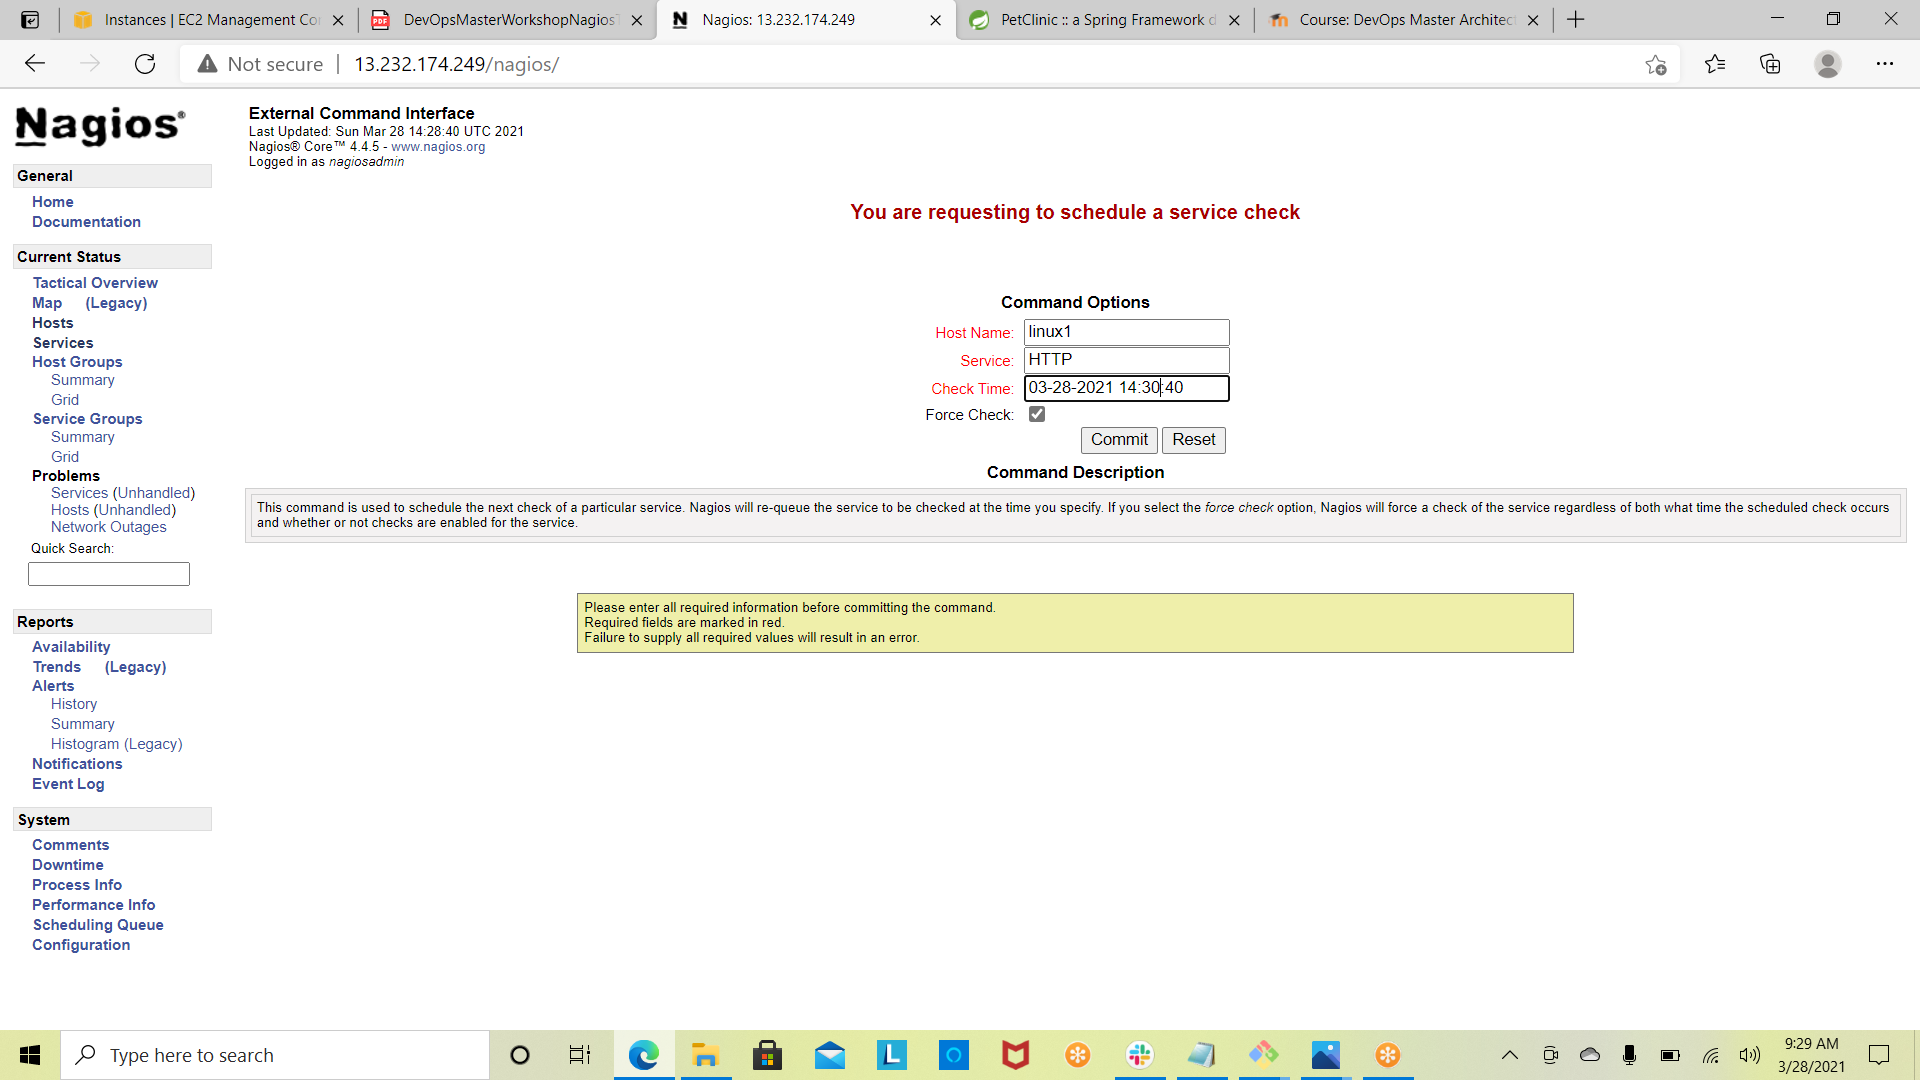 Instances | EC2 Management Co
DevOpsMasterWorkshopNagios
Nagios: 13.232.174.249
PetClinic :: a Spring Framework d
Course: DevOps Master Architect
Not secure | 13.232.174.249/nagios/
Nagios®
General
Home
Documentation
Current Status
Tactical Overview
Map (Legacy)
Hosts
Services
Host Groups
Summary
Grid
Service Groups
Summary
Grid
Problems
Services (Unhandled)
Hosts (Unhandled)
Network Outages
Quick Search:
Reports
Availability
Trends (Legacy)
Alerts
History
Summary
Histogram (Legacy)
Notifications
Event Log
System
Comments
Downtime
Process Info
Performance Info
Scheduling Queue
Configuration
External Command Interface
Last Updated: Sun Mar 28 14:28:40 UTC 2021
Nagios® Core™ 4.4.5 - www.nagios.org
Logged in as nagiosadmin
You are requesting to schedule a service check
Command Options
Host Name: linux1
Service: HTTP
Check Time: 03-28-2021 14:30:40
Force Check:
Commit Reset
Command Description
This command is used to schedule the next check of a particular service. Nagios will re-queue the service to be checked at the time you specify. If you select the force check option, Nagios will force a check of the service regardless of both what time the scheduled check occurs
and whether or not checks are enabled for the service.
Please enter all required information before committing the command.
Required fields are marked in red.
Failure to supply all required values will result in an error.
Type here to search
9:29 AM
3/28/2021